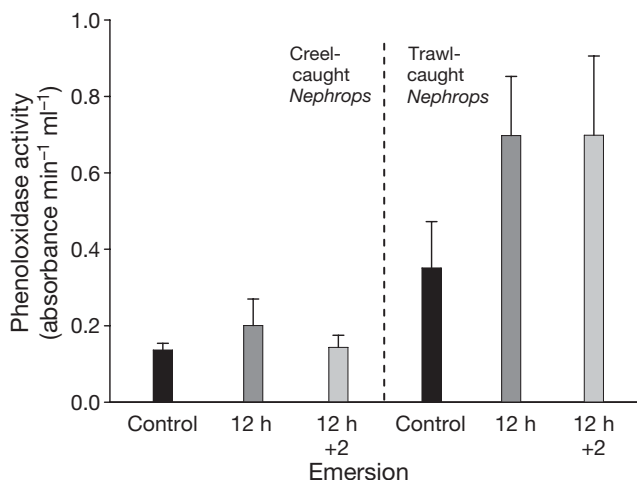 Phenoloxidase activity
(absorbance min⁻¹ ml⁻¹)
1.0
0.8
0.6
0.4
0.2
0.0
Creel-
caught
Nephrops
Trawl-
caught
Nephrops
Control
12 h
12 h
+2
Control
12 h
12 h
+2
Emersion